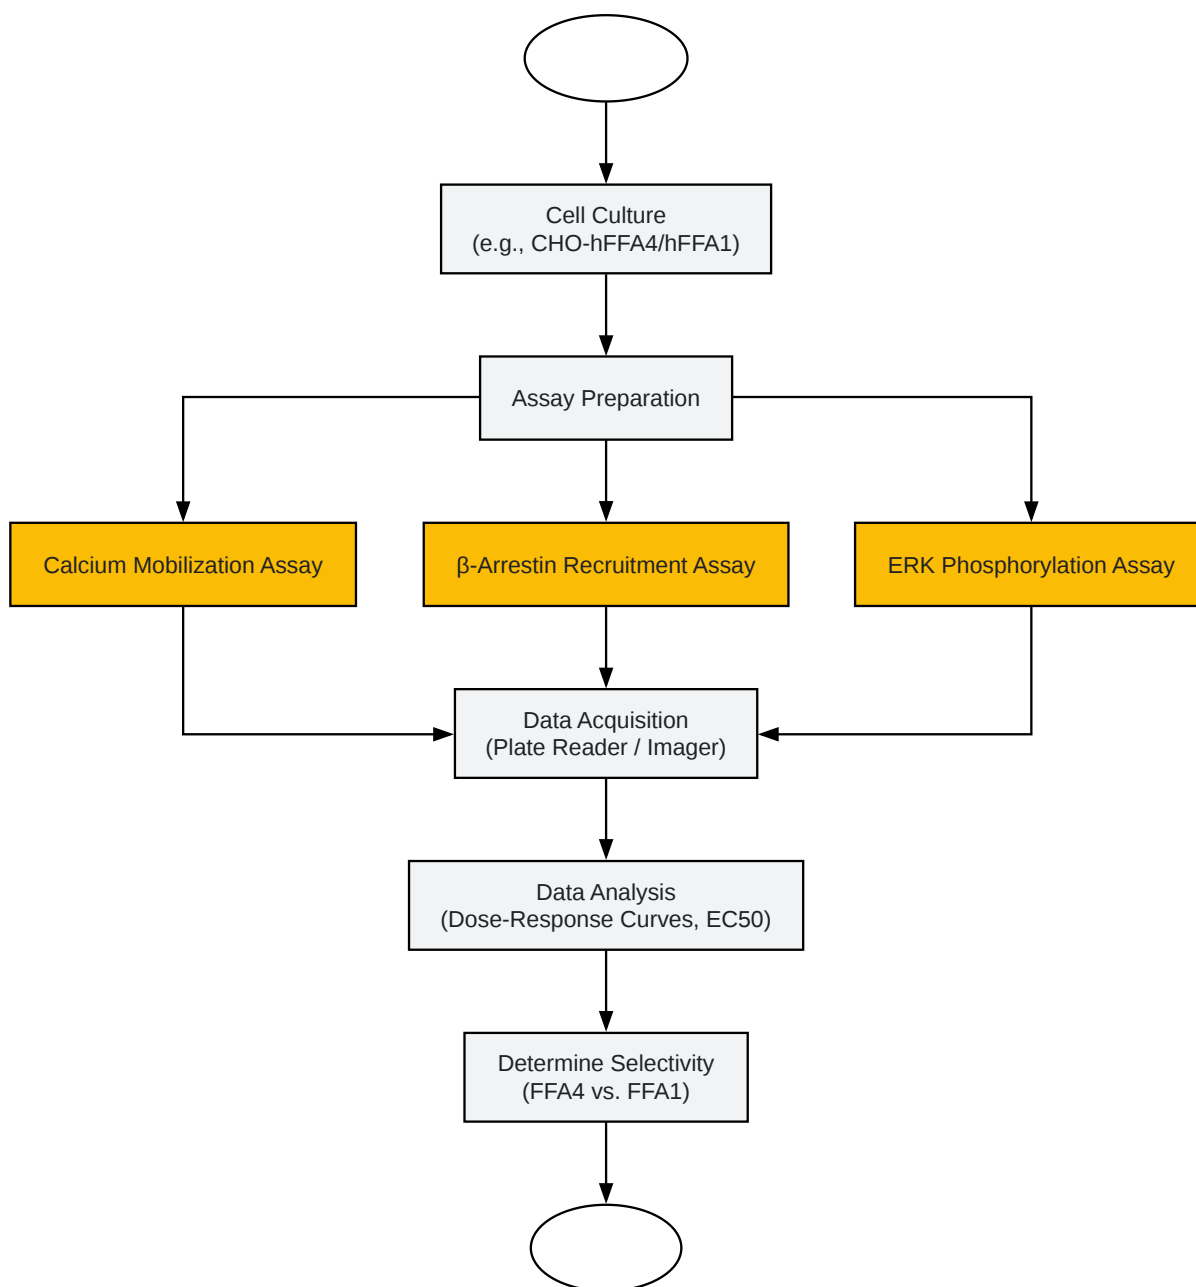 Cell Culture
(e.g., CHO-hFFA4/hFFA1)
Assay Preparation
Calcium Mobilization Assay
β-Arrestin Recruitment Assay
ERK Phosphorylation Assay
Data Acquisition
(Plate Reader / Imager)
Data Analysis
(Dose-Response Curves, EC50)
Determine Selectivity
(FFA4 vs. FFA1)